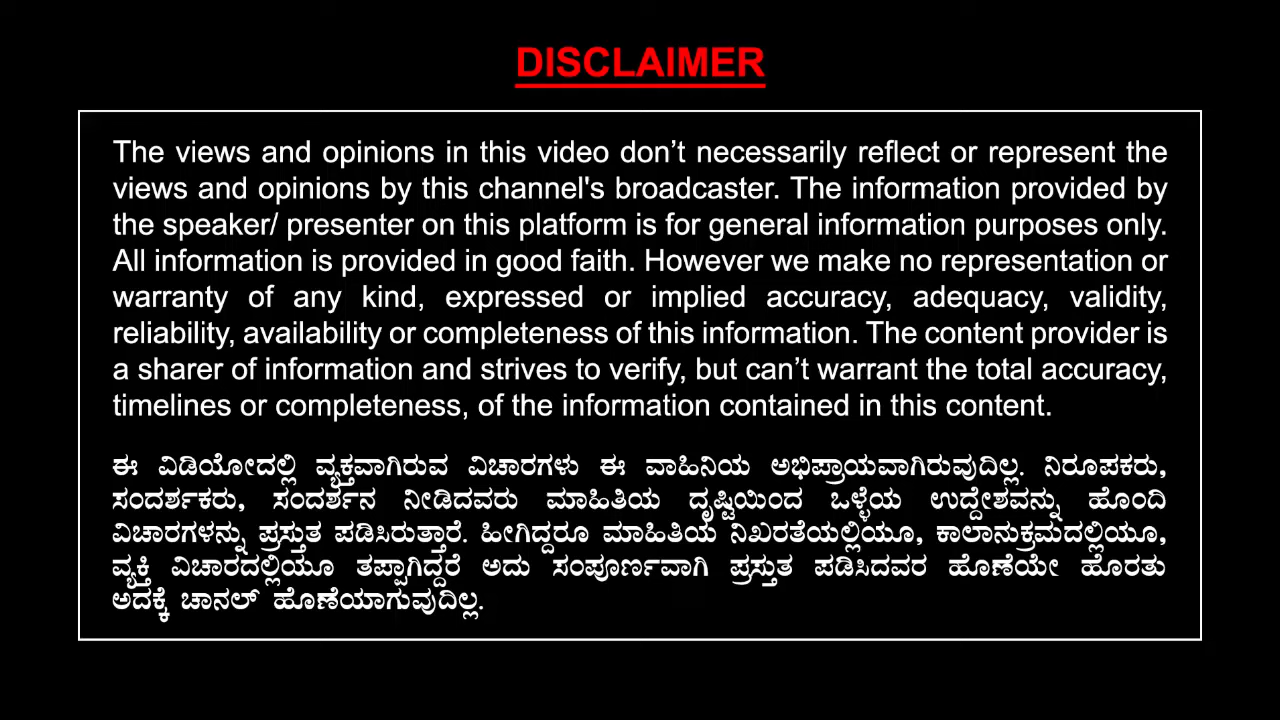 DISCLAIMER
The views and opinions in this video don’t necessarily reflect or represent the
views and opinions by this channel's broadcaster. The information provided by
the speaker/ presenter on this platform is for general information purposes only.
All information is provided in good faith. However we make no representation or
warranty of any kind, expressed or implied accuracy, adequacy, validity,
reliability, availability or completeness of this information. The content provider is
a sharer of information and strives to verify, but can’t warrant the total accuracy,
timelines or completeness, of the information contained in this content.
ಈ ವಿಡಿಯೋದಲ್ಲಿ ವ್ಯಕ್ತವಾಗಿರುವ ವಿಚಾರಗಳು ಈ ವಾಹಿನಿಯ ಅಭಿಪ್ರಾಯವಾಗಿರುವುದಿಲ್ಲ. ನಿರೂಪಕರು,
ಸಂದರ್ಶಕರು, ಸಂದರ್ಶನ ನೀಡಿದವರು ಮಾಹಿತಿಯ ದೃಷ್ಟಿಯಿಂದ ಒಳ್ಳೆಯ ಉದ್ದೇಶವನ್ನು ಹೊಂದಿ
ವಿಚಾರಗಳನ್ನು ಪ್ರಸ್ತುತ ಪಡಿಸಿರುತ್ತಾರೆ. ಹೀಗಿದ್ದರೂ ಮಾಹಿತಿಯ ನಿಖರತೆಯಲ್ಲಿಯೂ, ಕಾಲಾನುಕ್ರಮದಲ್ಲಿಯೂ,
ವ್ಯಕ್ತಿ ವಿಚಾರದಲ್ಲಿಯೂ ತಪ್ಪಾಗಿದ್ದರೆ ಅದು ಸಂಪೂರ್ಣವಾಗಿ ಪ್ರಸ್ತುತ ಪಡಿಸಿದವರ ಹೊಣೆಯೇ ಹೊರತು
ಅದಕ್ಕೆ ಚಾನಲ್ ಹೊಣೆಯಾಗುವುದಿಲ್ಲ.